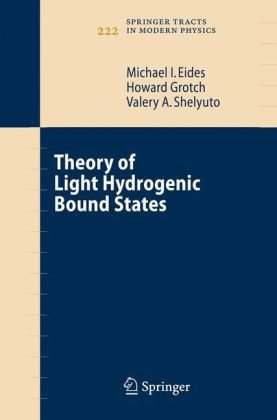 SPRINGER TRACTS
222 IN MODERN PHYSICS
Michael I. Eides
Howard Grotch
Valery A. Shelyuto
Theory of
Light Hydrogenic
Bound States
Springer